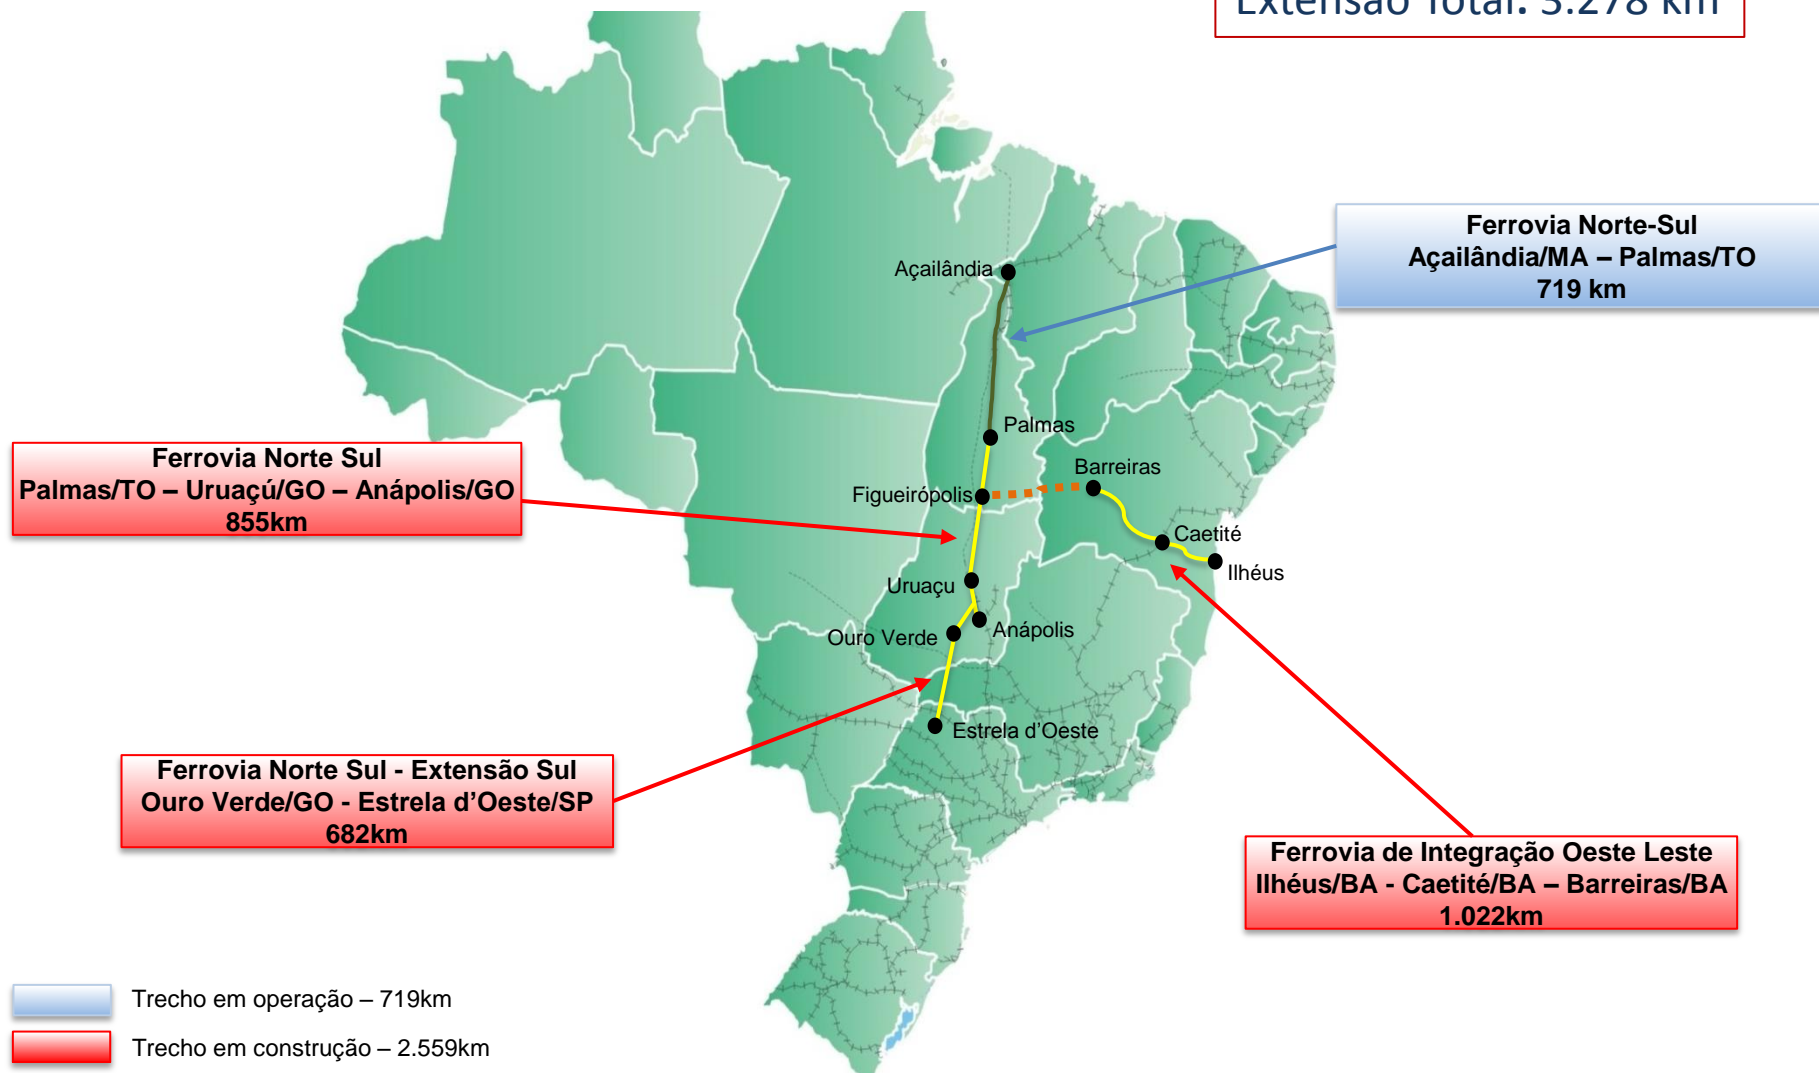 Extensão Total: 3.278 km
Ferrovia Norte-Sul
Açailândia/MA – Palmas/TO
719 km
Açailândia
Palmas
Barreiras
Ferrovia Norte Sul
Palmas/TO – Uruaçú/GO – Anápolis/GO
855km
Figueirópolis
Caetité
Ilhéus
Uruaçu
Anápolis
Ouro Verde
Estrela d’Oeste
Ferrovia Norte Sul - Extensão Sul
Ouro Verde/GO - Estrela d’Oeste/SP
682km
Ferrovia de Integração Oeste Leste
Ilhéus/BA - Caetité/BA – Barreiras/BA
1.022km
Trecho em operação – 719km
Trecho em construção – 2.559km